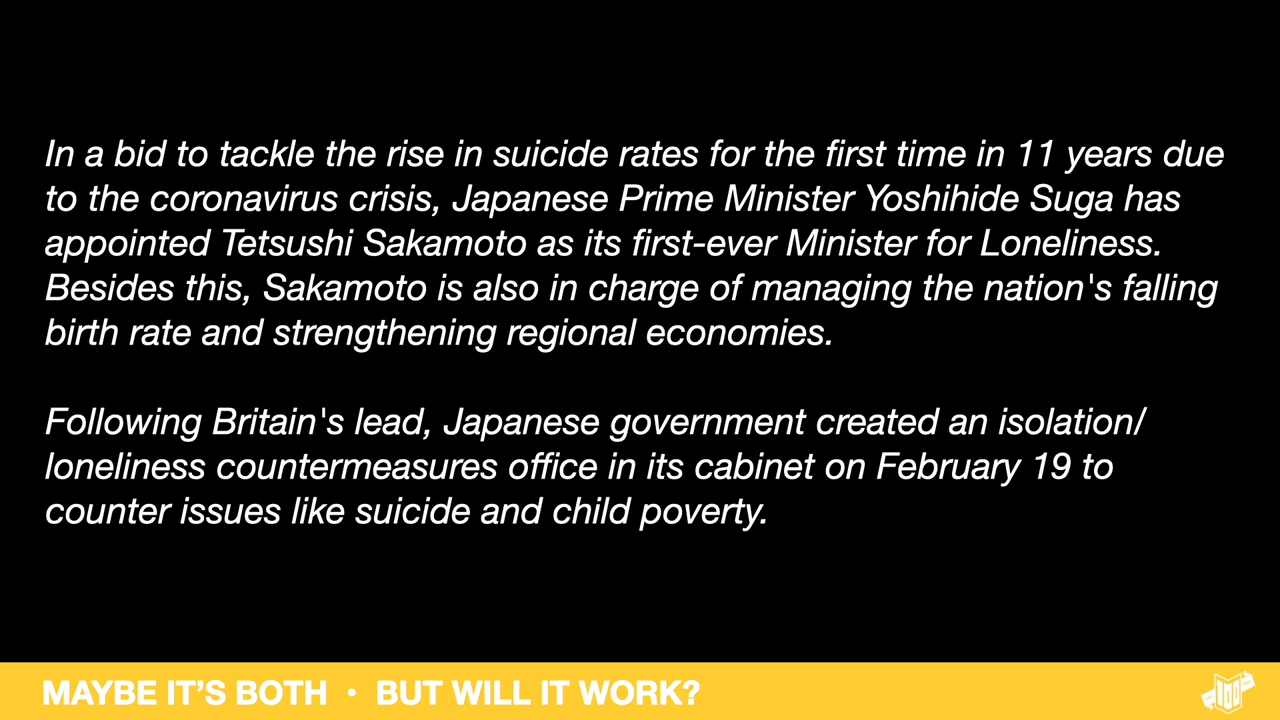 In a bid to tackle the rise in suicide rates for the first time in 11 years due
to the coronavirus crisis, Japanese Prime Minister Yoshihide Suga has
appointed Tetsushi Sakamoto as its first-ever Minister for Loneliness.
Besides this, Sakamoto is also in charge of managing the nation's falling
birth rate and strengthening regional economies.
Following Britain's lead, Japanese government created an isolation/
loneliness countermeasures office in its cabinet on February 19 to
counter issues like suicide and child poverty.
MAYBE IT'S BOTH • BUT WILL IT WORK?
100